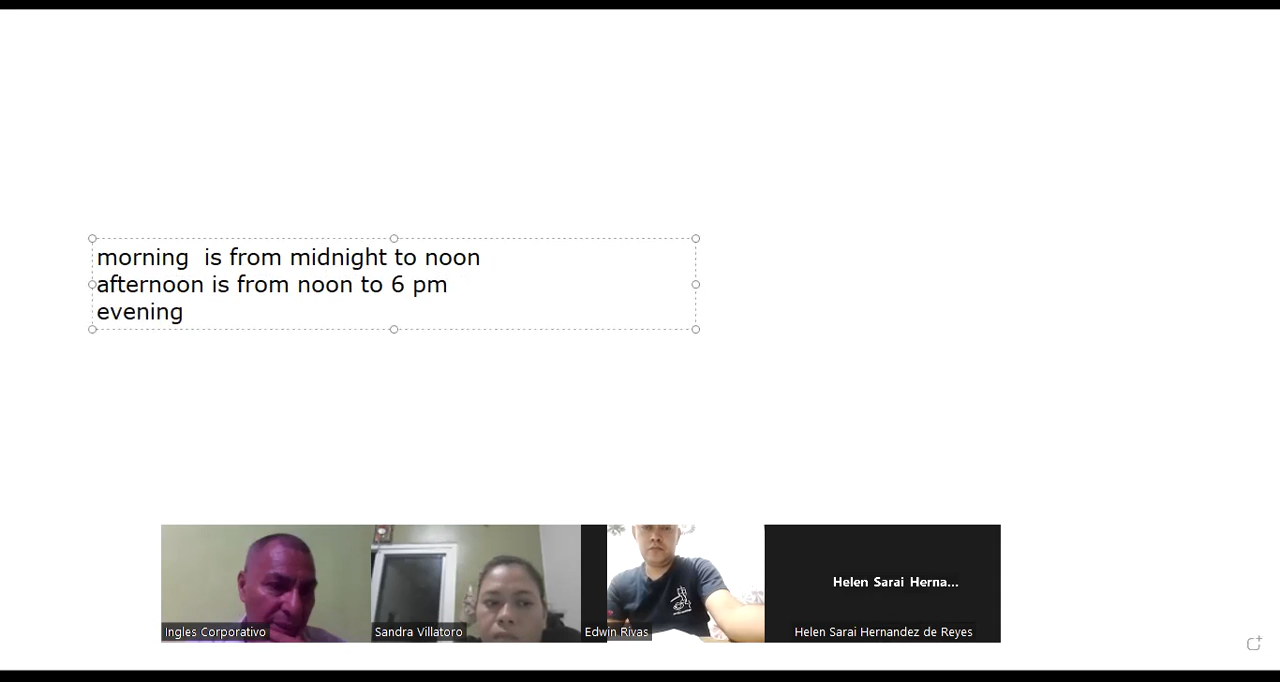 morning  is from midnight to noon
afternoon is from noon to 6 pm
evening
Helen Sarai Herna...
Ingles Corporativo
Sandra Villatoro
Edwin Rivas
Helen Sarai Hernandez de Reyes